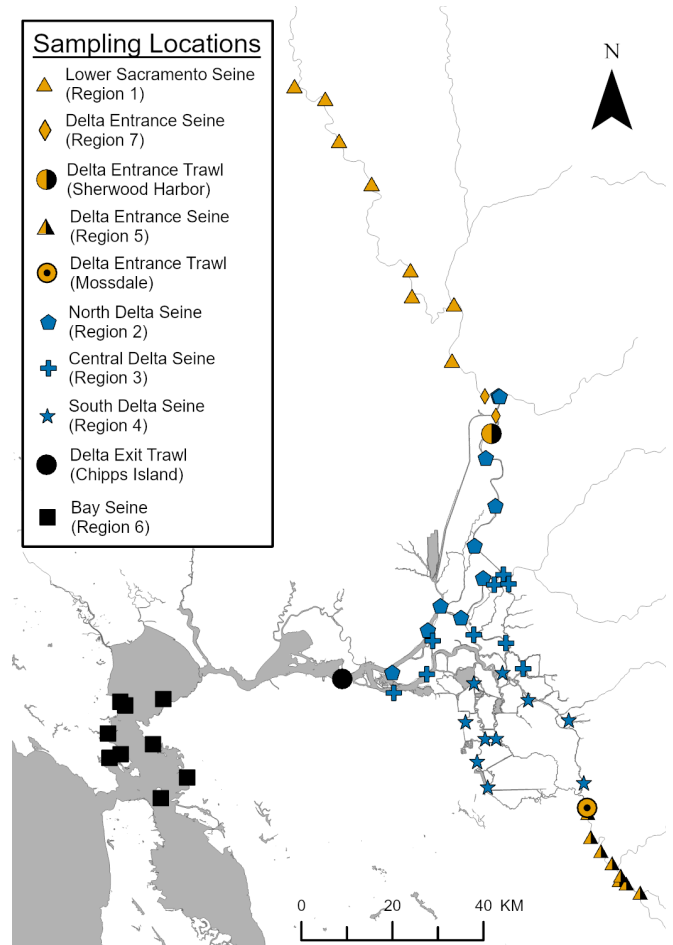 Sampling Locations
Lower Sacramento Seine
(Region 1)
Delta Entrance Seine
(Region 7)
Delta Entrance Trawl
(Sherwood Harbor)
Delta Entrance Seine
(Region 5)
Delta Entrance Trawl
(Mossdale)
North Delta Seine
(Region 2)
Central Delta Seine
(Region 3)
South Delta Seine
(Region 4)
Delta Exit Trawl
(Chipps Island)
Bay Seine
(Region 6)
N
0 20 40 KM